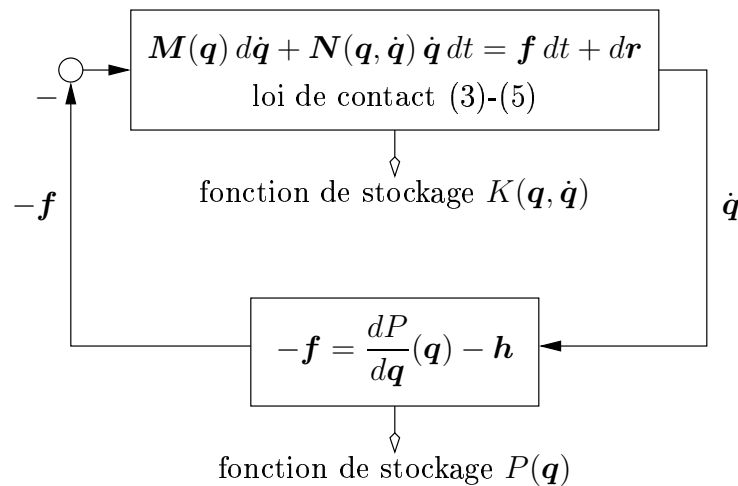 M(q) dq̇ + N(q, q̇) q̇ dt = f dt + dr
loi de contact (3)-(5)
−
fonction de stockage K(q, q̇)
−f
q̇
−f = dP/dq (q) − h
fonction de stockage P(q)